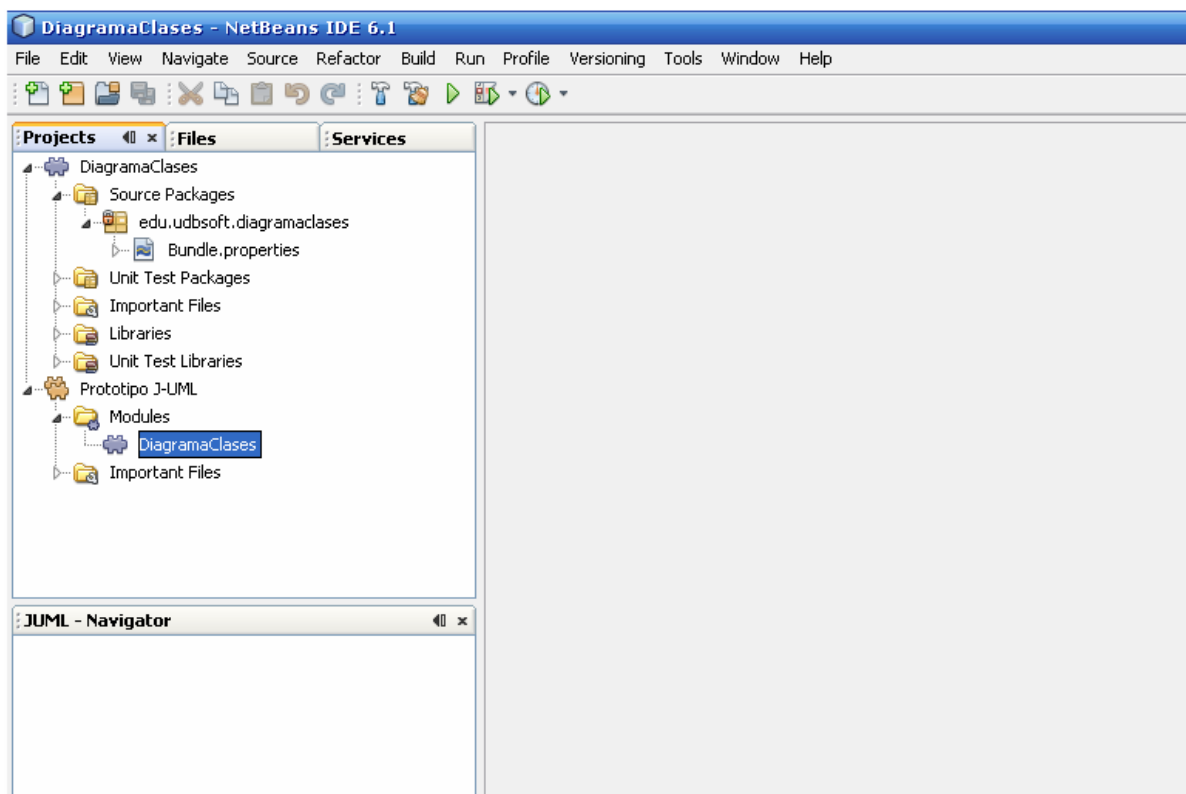 DiagramaClases - NetBeans IDE 6.1
File Edit View Navigate Source Refactor Build Run Profile Versioning Tools Window Help
Projects Files Services
DiagramaClases
Source Packages
edu.udbsoft.diagramaclases
Bundle.properties
Unit Test Packages
Important Files
Libraries
Unit Test Libraries
Prototipo J-UML
Modules
DiagramaClases
Important Files
JUML - Navigator